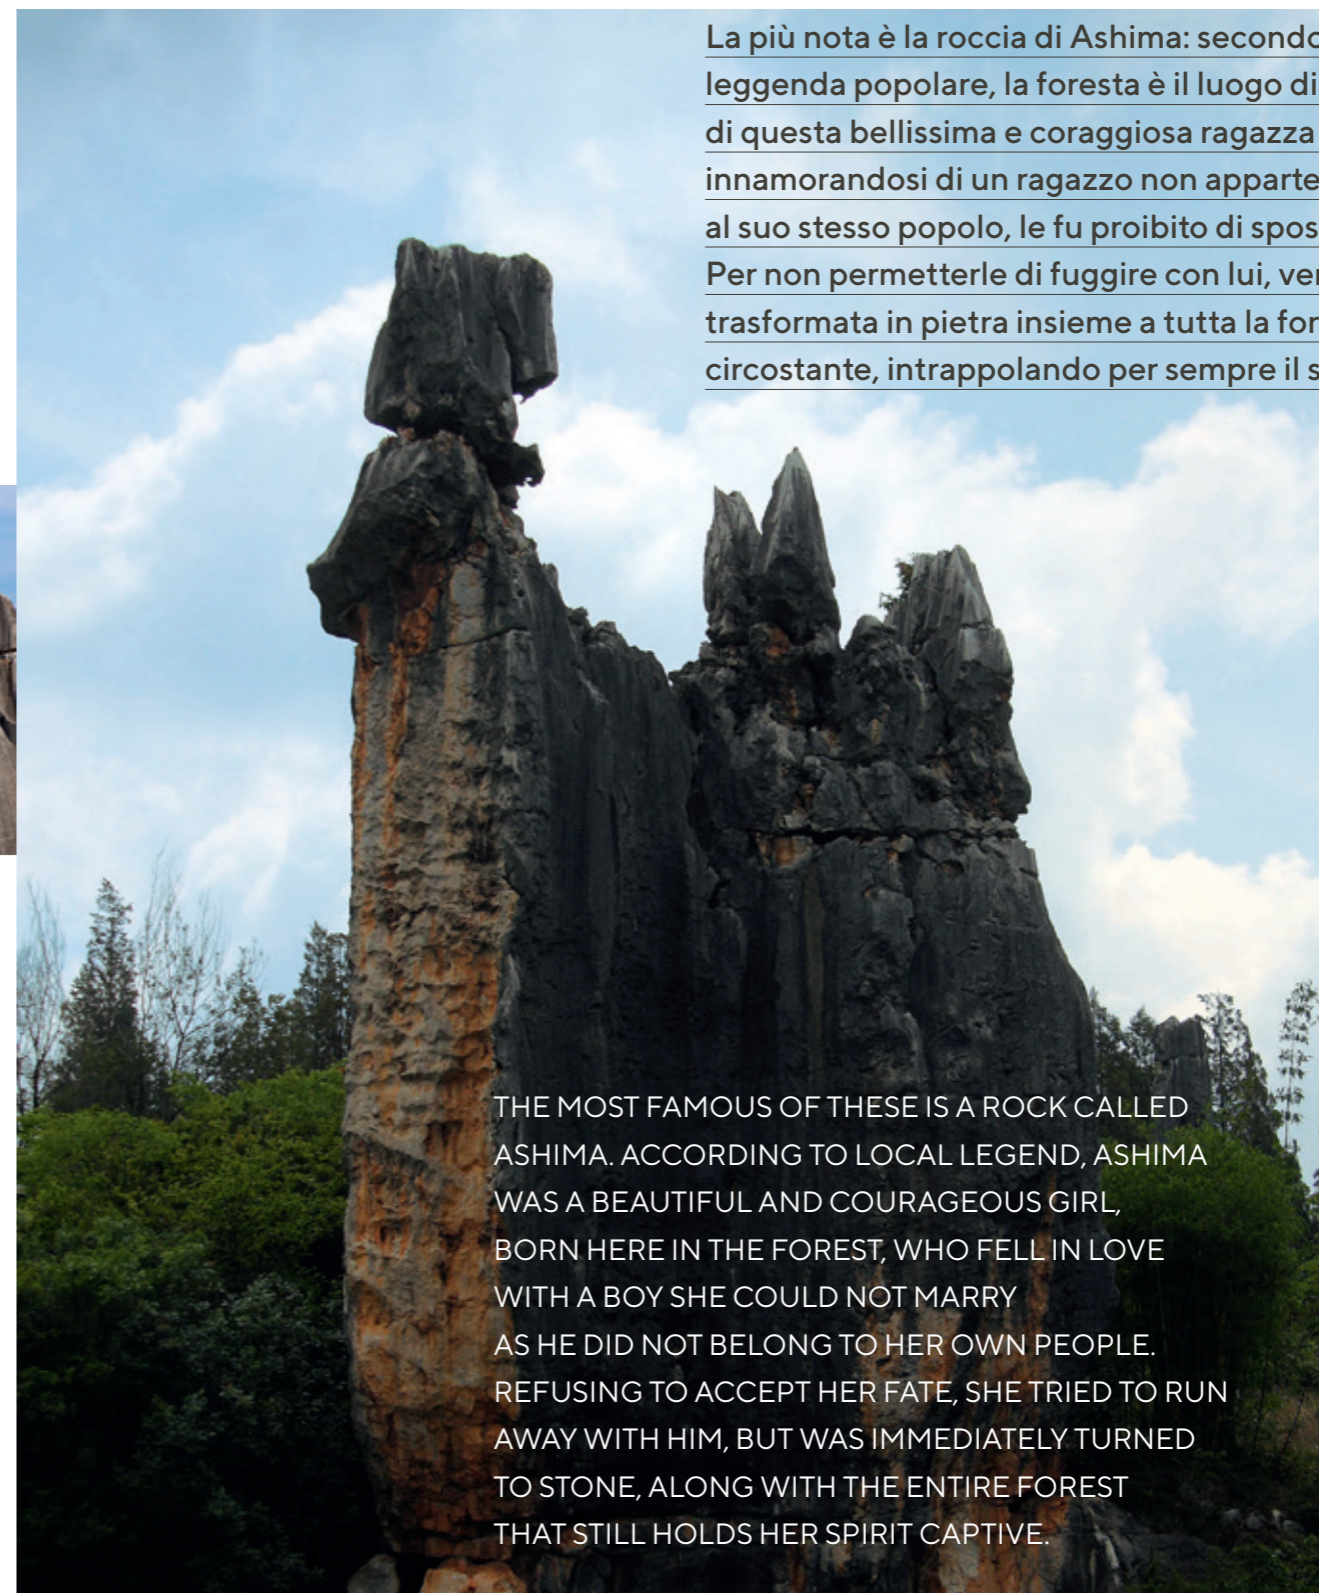 La più nota è la roccia di Ashima: secondo
leggenda popolare, la foresta è il luogo di
di questa bellissima e coraggiosa ragazza
innamorandosi di un ragazzo non apparte
al suo stesso popolo, le fu proibito di spos
Per non permetterle di fuggire con lui, ve
trasformata in pietra insieme a tutta la for
circostante, intrappolando per sempre il s
THE MOST FAMOUS OF THESE IS A ROCK CALLED
ASHIMA. ACCORDING TO LOCAL LEGEND, ASHIMA
WAS A BEAUTIFUL AND COURAGEOUS GIRL,
BORN HERE IN THE FOREST, WHO FELL IN LOVE
WITH A BOY SHE COULD NOT MARRY
AS HE DID NOT BELONG TO HER OWN PEOPLE.
REFUSING TO ACCEPT HER FATE, SHE TRIED TO RUN
AWAY WITH HIM, BUT WAS IMMEDIATELY TURNED
TO STONE, ALONG WITH THE ENTIRE FOREST
THAT STILL HOLDS HER SPIRIT CAPTIVE.